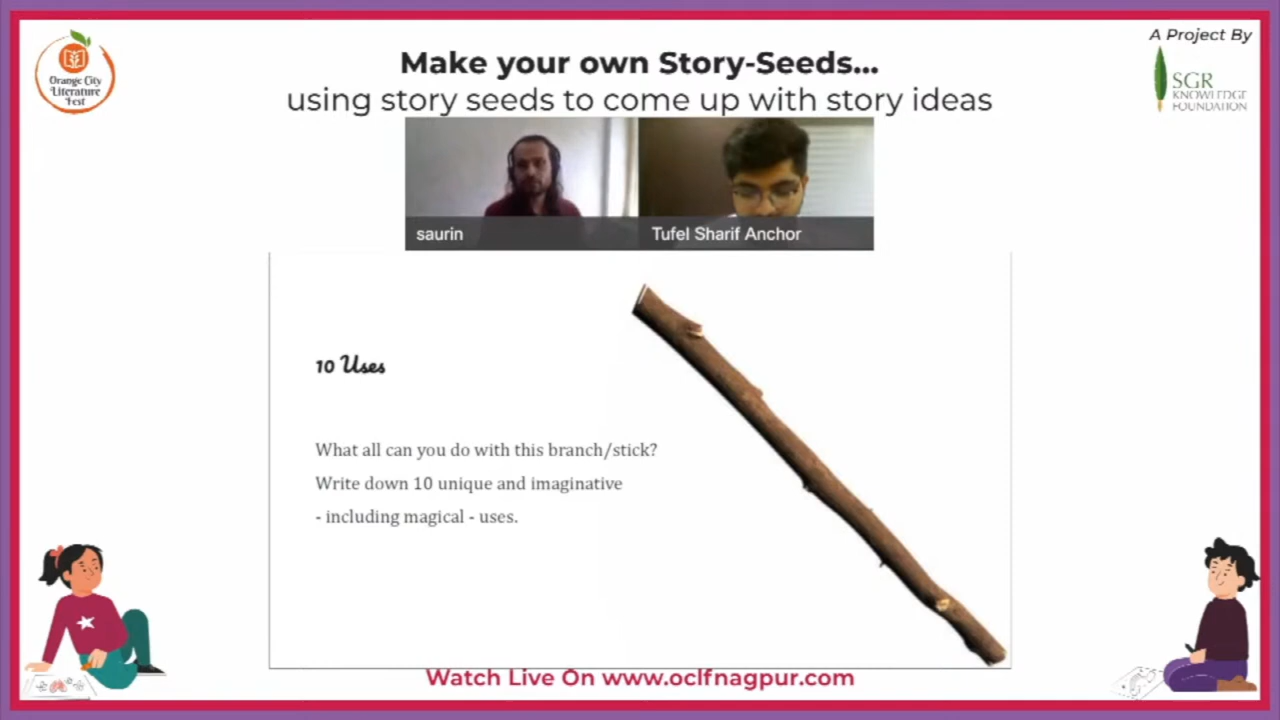 Orange City
Literature
Fest
Make your own Story-Seeds...
using story seeds to come up with story ideas
A Project By
SGR
KNOWLEDGE
FOUNDATION
saurin
Tufel Sharif Anchor
10 Uses
What all can you do with this branch/stick?
Write down 10 unique and imaginative
- including magical - uses.
Watch Live On www.oclfnagpur.com